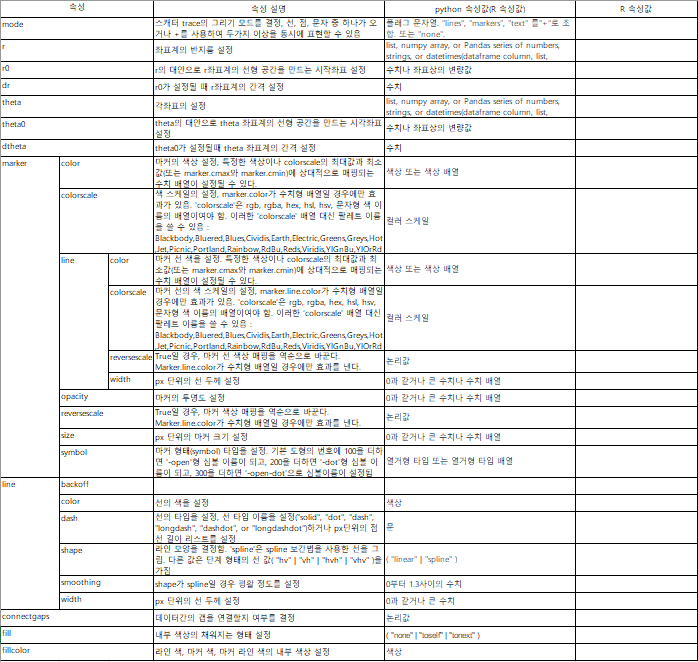 속성 속성 설명 python 속성값(R 속성값) R 속성값
mode 스캐터 trace의 그리기 모드를 결정, 선, 점, 문자 중 하나가 오
거나 +를 사용하여 두가지 이상을 동시에 표현할 수 있음
플래그 문자열. "lines", "markers", "text" 를"+"로 조
합. 또는 "none".
r 좌표계의 반지름 설정
list, numpy array, or Pandas series of numbers,
strings, or datetimes(dataframe column, list,
r0 r의 대안으로 r좌표계의 선형 공간을 만드는 시작좌표 설정 수치나 좌표상의 변량값
dr r0가 설정될 때 r좌표계의 간격 설정 수치
theta 각좌표의 설정
list, numpy array, or Pandas series of numbers,
strings, or datetimes(dataframe column, list,
theta0 theta의 대안으로 theta 좌표계의 선형 공간을 만드는 시각좌표
설정
수치나 좌표상의 변량값
dtheta theta0가 설정될때 theta 좌표계의 간격 설정 수치
marker color 마커의 색상 설정, 특정한 색상이나 colorscale의 최대값과 최소
값(또는 marker.cmax와 marker.cmin)에 상대적으로 매핑되는
수치 배열이 설정될 수 있다.
색상 또는 색상 배열
colorscale 색 스케일의 설정, marker.color가 수치형 배열일 경우에만 효
과가 있음. 'colorscale'은 rgb, rgba, hex, hsl, hsv, 문자형 색 이름
의 배열이여야 함. 이러한 'colorscale' 배열 대신 팔레트 이름
을 쓸 수 있음 :
Blackbody,Bluered,Blues,Cividis,Earth,Electric,Greens,Greys,Hot
,Jet,Picnic,Portland,Rainbow,RdBu,Reds,Viridis,YlGnBu,YlOrRd
컬러 스케일
line color 마커 선 색을 설정. 특정한 색상이나 colorscale의 최대값과 최
소값(또는 marker.cmax와 marker.cmin)에 상대적으로 매핑되는
수치 배열이 설정될 수 있다.
색상 또는 색상 배열
colorscale 마커 선의 색 스케일의 설정, marker.line.color가 수치형 배열일
경우에만 효과가 있음. 'colorscale'은 rgb, rgba, hex, hsl, hsv,
문자형 색 이름의 배열이여야 함. 이러한 'colorscale' 배열 대신
팔레트 이름을 쓸 수 있음 :
Blackbody,Bluered,Blues,Cividis,Earth,Electric,Greens,Greys,Hot
,Jet,Picnic,Portland,Rainbow,RdBu,Reds,Viridis,YlGnBu,YlOrRd
컬러 스케일
reversescale True일 경우, 마커 선 색상 매핑을 역순으로 바꾼다.
Marker.line.color가 수치형 배열일 경우에만 효과를 낸다.
논리값
width px 단위의 선 두께 설정 0과 같거나 큰 수치나 수치 배열
opacity 마커의 투명도 설정 0과 같거나 큰 수치나 수치 배열
reversescale True일 경우, 마커 색상 매핑을 역순으로 바꾼다.
Marker.line.color가 수치형 배열일 경우에만 효과를 낸다.
논리값
size px 단위의 마커 크기 설정 0과 같거나 큰 수치나 수치 배열
symbol 마커 형태(symbol) 타입을 설정. 기본 도형의 번호에 100을 더하
면 '-open'형 심볼 이름이 되고, 200을 더하면 '-dot'형 심볼 이
름이 되고, 300을 더하면 '-open-dot'으로 심볼이름이 설정됨
열거형 타입 또는 열거형 타입 배열
line backoff
color 선의 색을 설정 색상
dash 선의 타입을 설정, 선 타입 이름을 설정("solid", "dot", "dash",
"longdash", "dashdot", or "longdashdot")하거나 px단위의 점
선 길이 리스트를 설정
문
shape 라인 모양을 결정함. 'spline'은 spline 보간법을 사용한 선을 그
림. 다른 값은 단계 형태의 선 값( "hv" | "vh" | "hvh" | "vhv" )을
가짐
( "linear" | "spline" )
smoothing shape가 spline일 경우 평활 정도를 설정 0부터 1.3사이의 수치
width px 단위의 선 두께 설정 0과 같거나 큰 수치
connectgaps 데이터간의 갭을 연결할지 여부를 결정 논리값
fill 내부 색상의 채워지는 형태 설정 ( "none" | "toself" | "tonext" )
fillcolor 라인 색, 마커 색, 마커 라인 색의 내부 색상 설정 색상